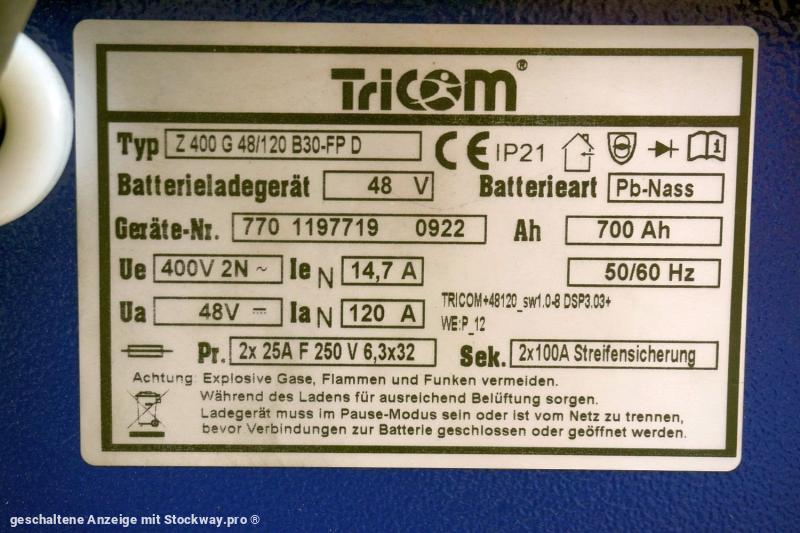 TriCOM®
Typ Z 400 G 48/120 B30-FP D CE IP21 i
Batterieladegerät 48 V Batterieart Pb-Nass
Geräte-Nr. 770 1197719 0922 Ah 700 Ah
Ue 400V 2N ~ Ie N 14,7 A 50/60 Hz
Ua 48V ⎓ Ia N 120 A TRICOM+48120_sw1.0-8 DSP3.03+
WE:P_12
Pr. 2x 25A F 250 V 6,3x32 Sek. 2x100A Streifensicherung
Achtung: Explosive Gase, Flammen und Funken vermeiden.
Während des Ladens für ausreichend Belüftung sorgen.
Ladegerät muss im Pause-Modus sein oder ist vom Netz zu trennen,
bevor Verbindungen zur Batterie geschlossen oder geöffnet werden.
geschaltene Anzeige mit Stockway.pro ®